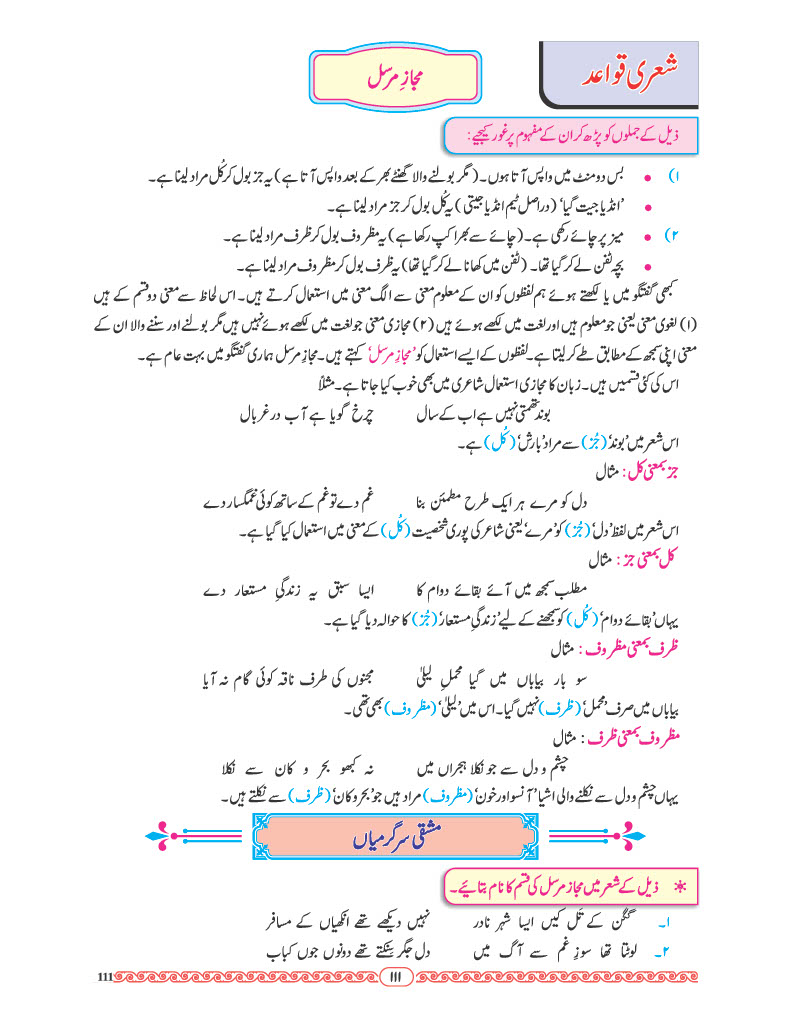 شعری قواعد
مجازِ مرسل
ذیل کے جملوں کو پڑھ کر ان کے مفہوم پر غور کیجیے :
۱) • بس دو منٹ میں واپس آتا ہوں۔ (مگر بولنے والا گھنٹے بھر کے بعد واپس آتا ہے) یہ جز بول کر کُل مراد لینا ہے۔
• ’انڈیا جیت گیا‘ (دراصل ٹیم انڈیا جیتی) یہ کُل بول کر جز مراد لینا ہے۔
۲) • میز پر چائے رکھی ہے۔ (چائے سے بھرا کپ رکھا ہے) یہ مظروف بول کر ظرف مراد لینا ہے۔
• بچہ ٹفن لے کر گیا تھا۔ (ٹفن میں کھانا لے کر گیا تھا) یہ ظرف بول کر مظروف مراد لینا ہے۔
کبھی گفتگو میں یا لکھتے ہوئے ہم لفظوں کو ان کے معلوم معنی سے الگ معنی میں استعمال کرتے ہیں۔ اس لحاظ سے معنی دو قسم کے ہیں
(۱) لغوی معنی یعنی جو معلوم ہیں اور لغت میں لکھے ہوئے ہیں (۲) مجازی معنی جو لغت میں لکھے ہوئے نہیں ہیں مگر بولنے اور سننے والا ان کے
معنی اپنی سمجھ کے مطابق طے کر لیتا ہے۔ لفظوں کے ایسے استعمال کو ’مجازِ مرسل‘ کہتے ہیں۔ مجازِ مرسل ہماری گفتگو میں بہت عام ہے۔
اس کی کئی قسمیں ہیں۔ زبان کا مجازی استعمال شاعری میں بھی خوب کیا جاتا ہے۔ مثلاً
بوند تھمتی نہیں ہے اب کے سال چرخ گویا ہے آب در غربال
اس شعر میں ’بوند‘ (جُز) سے مراد ’بارش‘ (کُل) ہے۔
جز بمعنی کل : مثال
دل کو مرے ہر ایک طرح مطمئن بنا غم دے تو غم کے ساتھ کوئی غمگسار دے
اس شعر میں لفظ ’دل‘ (جُز) کو ’مرے‘ یعنی شاعر کی پوری شخصیت (کُل) کے معنی میں استعمال کیا گیا ہے۔
کل بمعنی جز : مثال
مطلب سمجھ میں آئے بقائے دوام کا ایسا سبق یہ زندگیِ مستعار دے
یہاں ’بقائے دوام‘ (کُل) کو سمجھنے کے لیے ’زندگیِ مستعار‘ (جُز) کا حوالہ دیا گیا ہے۔
ظرف بمعنی مظروف : مثال
سو بار بیاباں میں گیا محملِ لیلیٰ مجنوں کی طرف ناقہ کوئی گام نہ آیا
بیاباں میں صرف ’محمل‘ (ظرف) نہیں گیا۔ اس میں ’لیلیٰ‘ (مظروف) بھی تھی۔
مظروف بمعنی ظرف : مثال
چشم و دل سے جو نکلا ہجراں میں نہ کبھو بحر و کان سے نکلا
یہاں چشم و دل سے نکلنے والی اشیا ’آنسو اور خون‘ (مظروف) مراد ہیں جو ’بحر و کان‘ (ظرف) سے نکلتے ہیں۔
مشقی سرگرمیاں
* ذیل کے شعر میں مجاز مرسل کی قسم کا نام بتائیے۔
۱۔ گگن کے تَل کیں ایسا شہر نادر نہیں دیکھے تھے انکھیاں کے مسافر
۲۔ لوٹتا تھا سوزِ غم سے آگ میں دل جگر سِنکتے تھے دونوں جوں کباب
۱۱۱
111